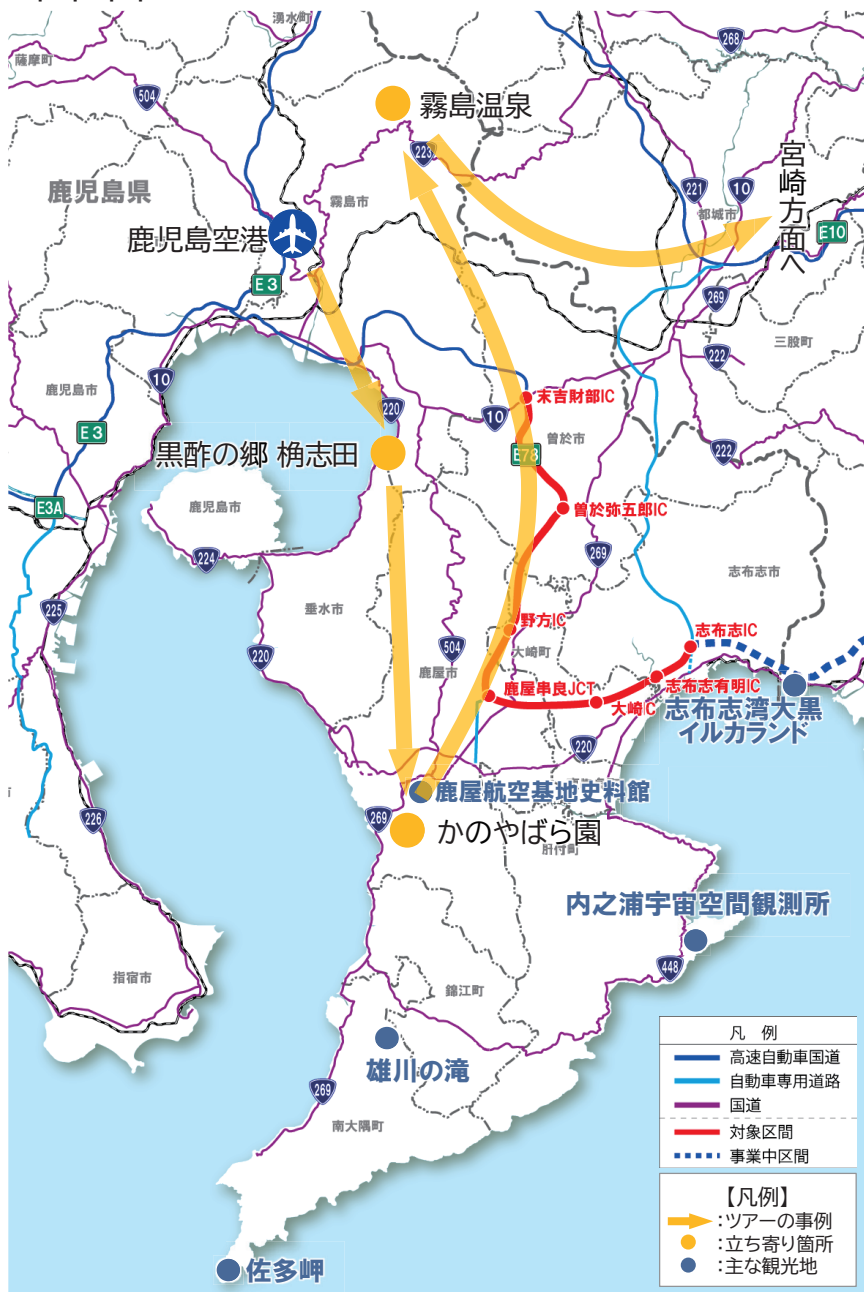 湧水町
薩摩町
268
504
霧島温泉
223
鹿児島県
霧島市
221
10
都城市
宮崎方面へ
鹿児島空港
E10
E3
269
三股町
222
鹿児島市
10
220
末吉財部IC
10
曽於市
E3
222
黒酢の郷 桷志田
E78
E3A
鹿児島市
曽於弥五郎IC
224
269
志布志市
225
垂水市
野方IC
志布志IC
504
大崎町
220
鹿屋市
鹿屋串良JCT
志布志有明IC
大崎IC
志布志湾大黒
イルカランド
220
鹿屋航空基地史料館
226
269
かのやばら園
肝付町
内之浦宇宙空間観測所
448
指宿市
錦江町
雄川の滝
269
南大隅町
佐多岬
凡 例
高速自動車国道
自動車専用道路
国道
対象区間
事業中区間
【凡例】
:ツアーの事例
:立ち寄り箇所
:主な観光地